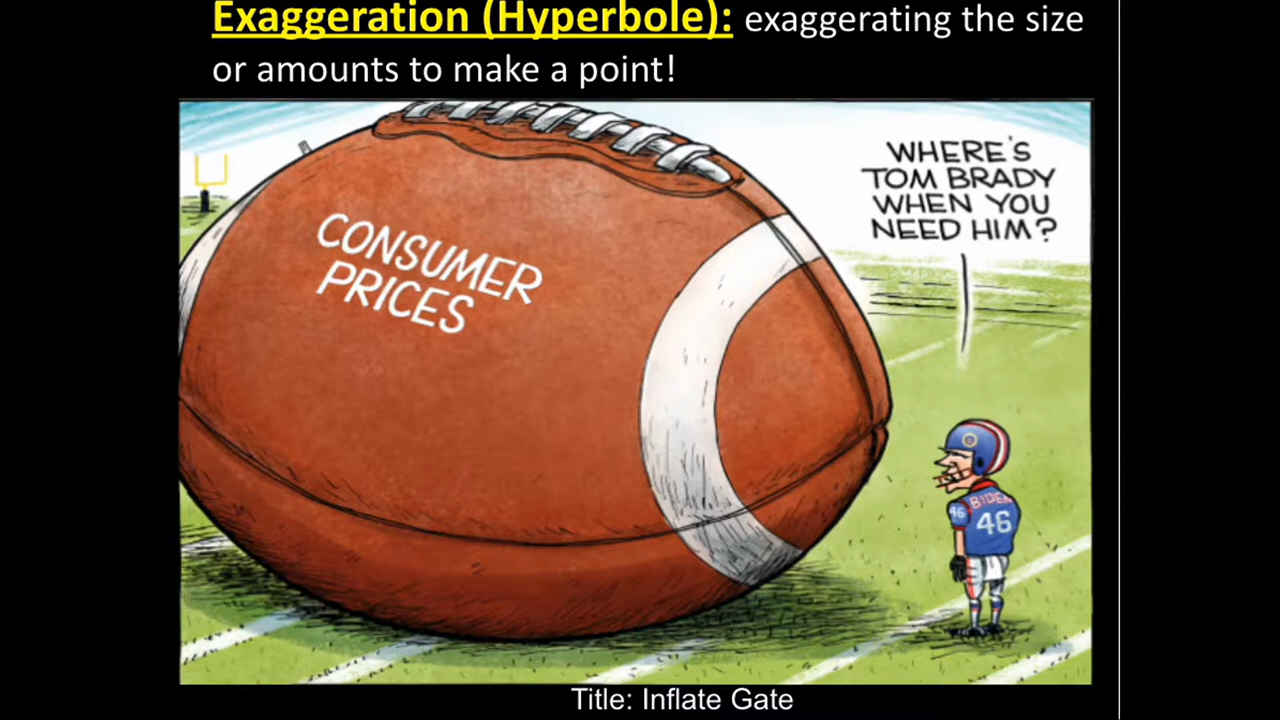 Exaggeration (Hyperbole): exaggerating the size
or amounts to make a point!
WHERE'S
TOM BRADY
WHEN YOU
NEED HIM?
CONSUMER
PRICES
BIDEN
46
46
Title: Inflate Gate